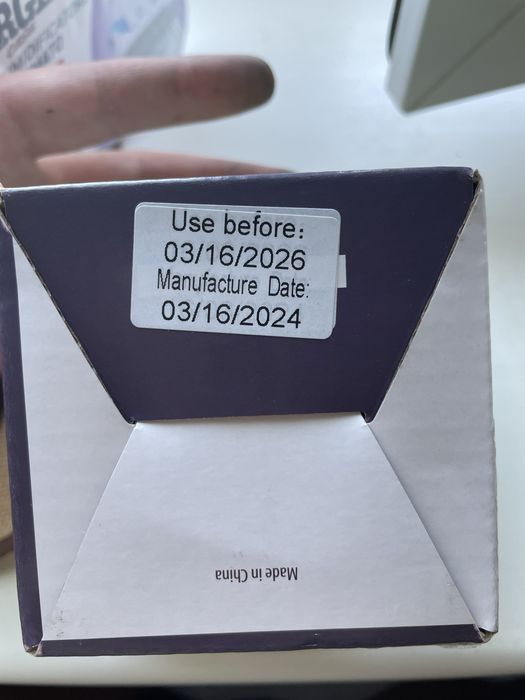 Use before:
03/16/2026
Manufacture Date:
03/16/2024
Made in China